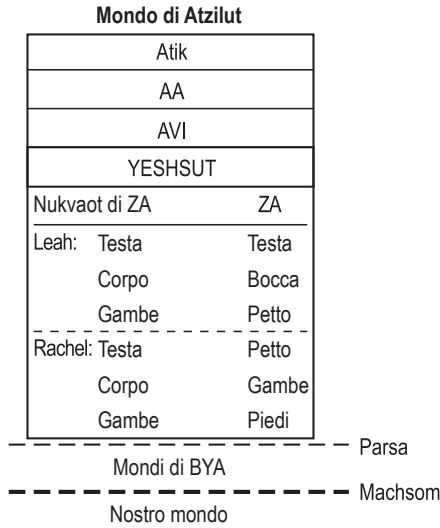 Mondo di Atzilut
Atik
AA
AVI
YESHSUT
Nukvaot di ZA ZA
Leah: Testa Testa
Corpo Bocca
Gambe Petto
Rachel: Testa Petto
Corpo Gambe
Gambe Piedi
Parsa
Mondi di BYA
Machsom
Nostro mondo